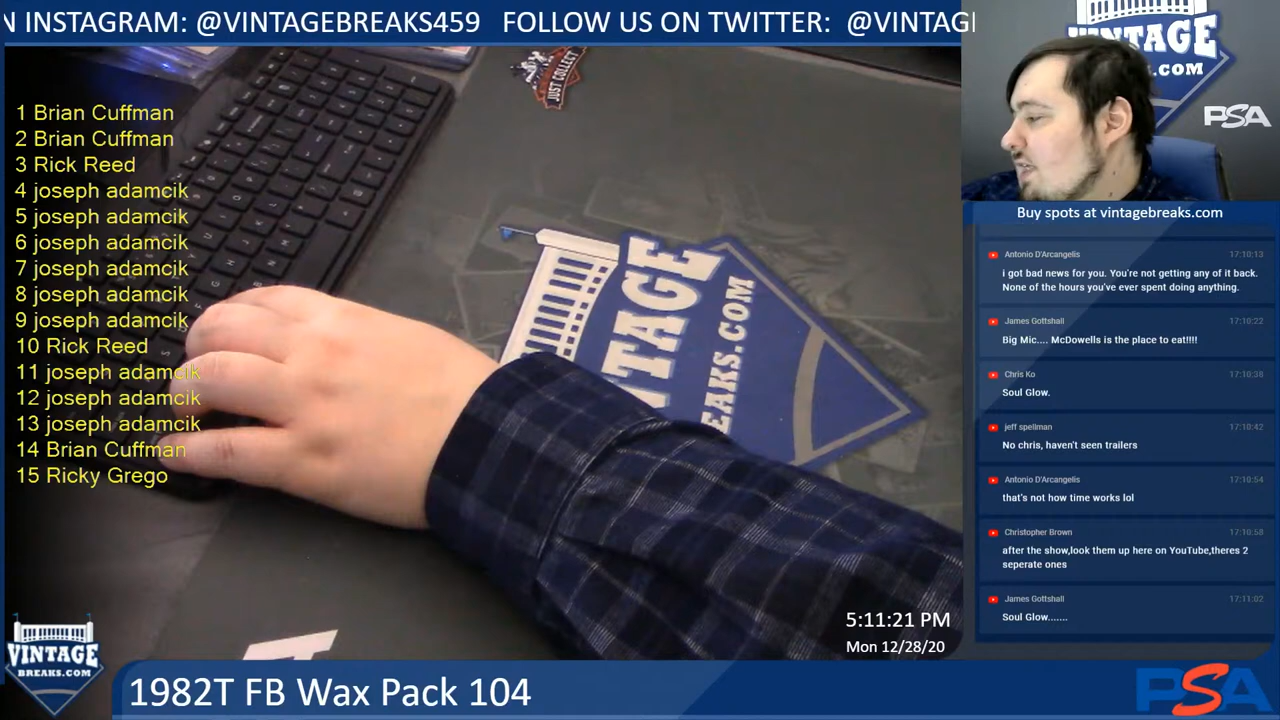 N INSTAGRAM: @VINTAGEBREAKS459 FOLLOW US ON TWITTER: @VINTAG
JUST COLLECT
1 Brian Cuffman
2 Brian Cuffman
3 Rick Reed
4 joseph adamcik
5 joseph adamcik
6 joseph adamcik
7 joseph adamcik
8 joseph adamcik
9 joseph adamcik
10 Rick Reed
11 joseph adamcik
12 joseph adamcik
13 joseph adamcik
14 Brian Cuffman
15 Ricky Grego
NTAGE
EAKS.COM
VINTAGE
.COM
PSA
Buy spots at vintagebreaks.com
Antonio D'Arcangelis 17:10:13
i got bad news for you. You're not getting any of it back.
None of the hours you've ever spent doing anything.
James Gottshall 17:10:22
Big Mic.... McDowells is the place to eat!!!!
Chris Ko 17:10:38
Soul Glow.
jeff spellman 17:10:42
No chris, haven't seen trailers
Antonio D'Arcangelis 17:10:54
that's not how time works lol
Christopher Brown 17:10:58
after the show,look them up here on YouTube,theres 2
seperate ones
James Gottshall 17:11:02
Soul Glow.......
5:11:21 PM
Mon 12/28/20
VINTAGE
BREAKS.COM
1982T FB Wax Pack 104
PSA